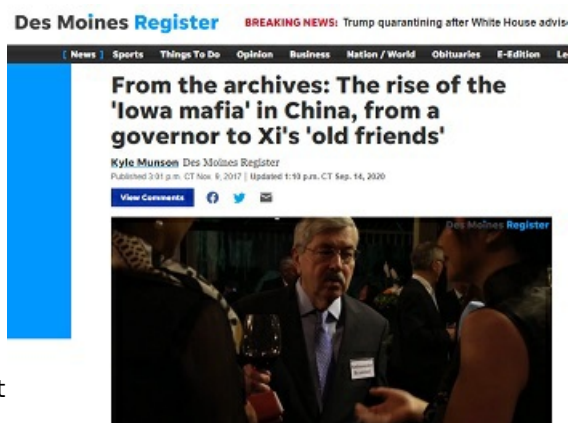 Des Moines Register BREAKING NEWS: Trump quarantining after White House advis
[ News ] Sports Things To Do Opinion Business Nation / World Obituaries E-Edition Le
From the archives: The rise of the
'Iowa mafia' in China, from a
governor to Xi's 'old friends'
Kyle Munson Des Moines Register
Published 3:01 p.m. CT Nov. 9, 2017 | Updated 1:10 p.m. CT Sep. 14, 2020
View Comments
Des Moines Register
t